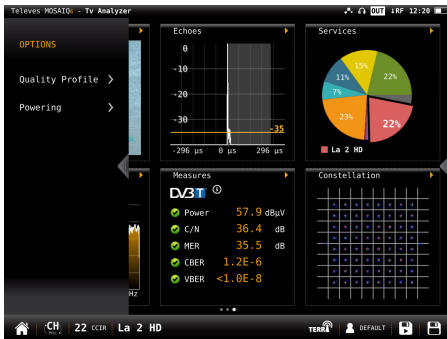 Televes MOSAIQ6 - Tv Analyzer
OUT iRF 12:20
OPTIONS
Quality Profile >
Powering >
Echoes
0
-10
-20
-30
-35
-296 µs 0 µs 296 µs
Services
15%
22%
11%
7%
23%
22%
La 2 HD
Measures
DVB T
Power 57.9 dBµV
C/N 36.4 dB
MER 35.5 dB
CBER 1.2E-6
VBER <1.0E-8
Constellation
Hz
CH 22 CCIR La 2 HD
TERR DEFAULT